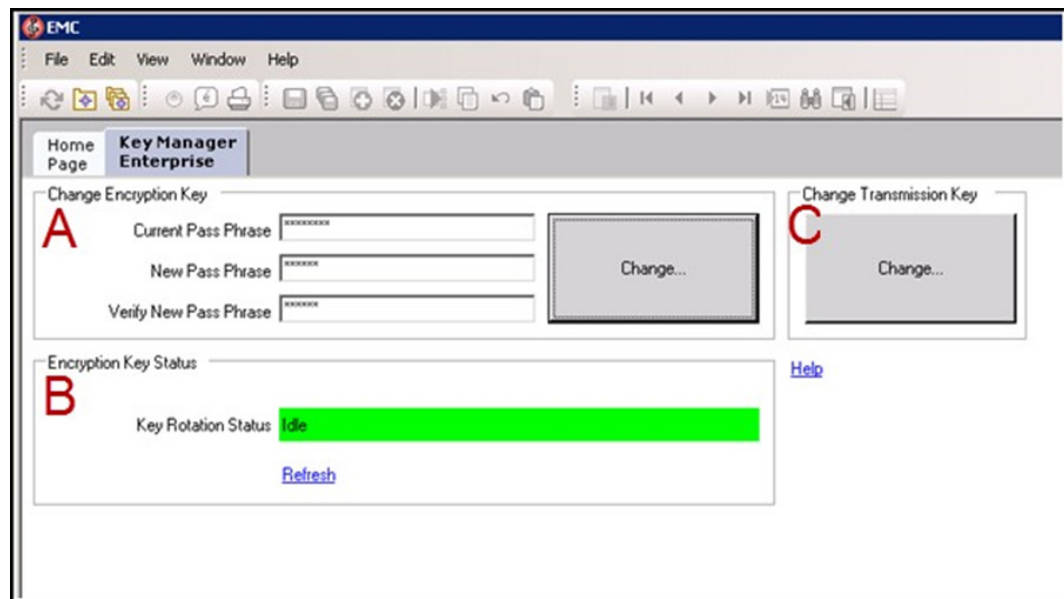 EMC
File Edit View Window Help
Home Page
Key Manager Enterprise
Change Encryption Key
A
Current Pass Phrase ********
New Pass Phrase ******
Verify New Pass Phrase ******
Change...
Change Transmission Key
C
Change...
Help
Encryption Key Status
B
Key Rotation Status Idle
Refresh